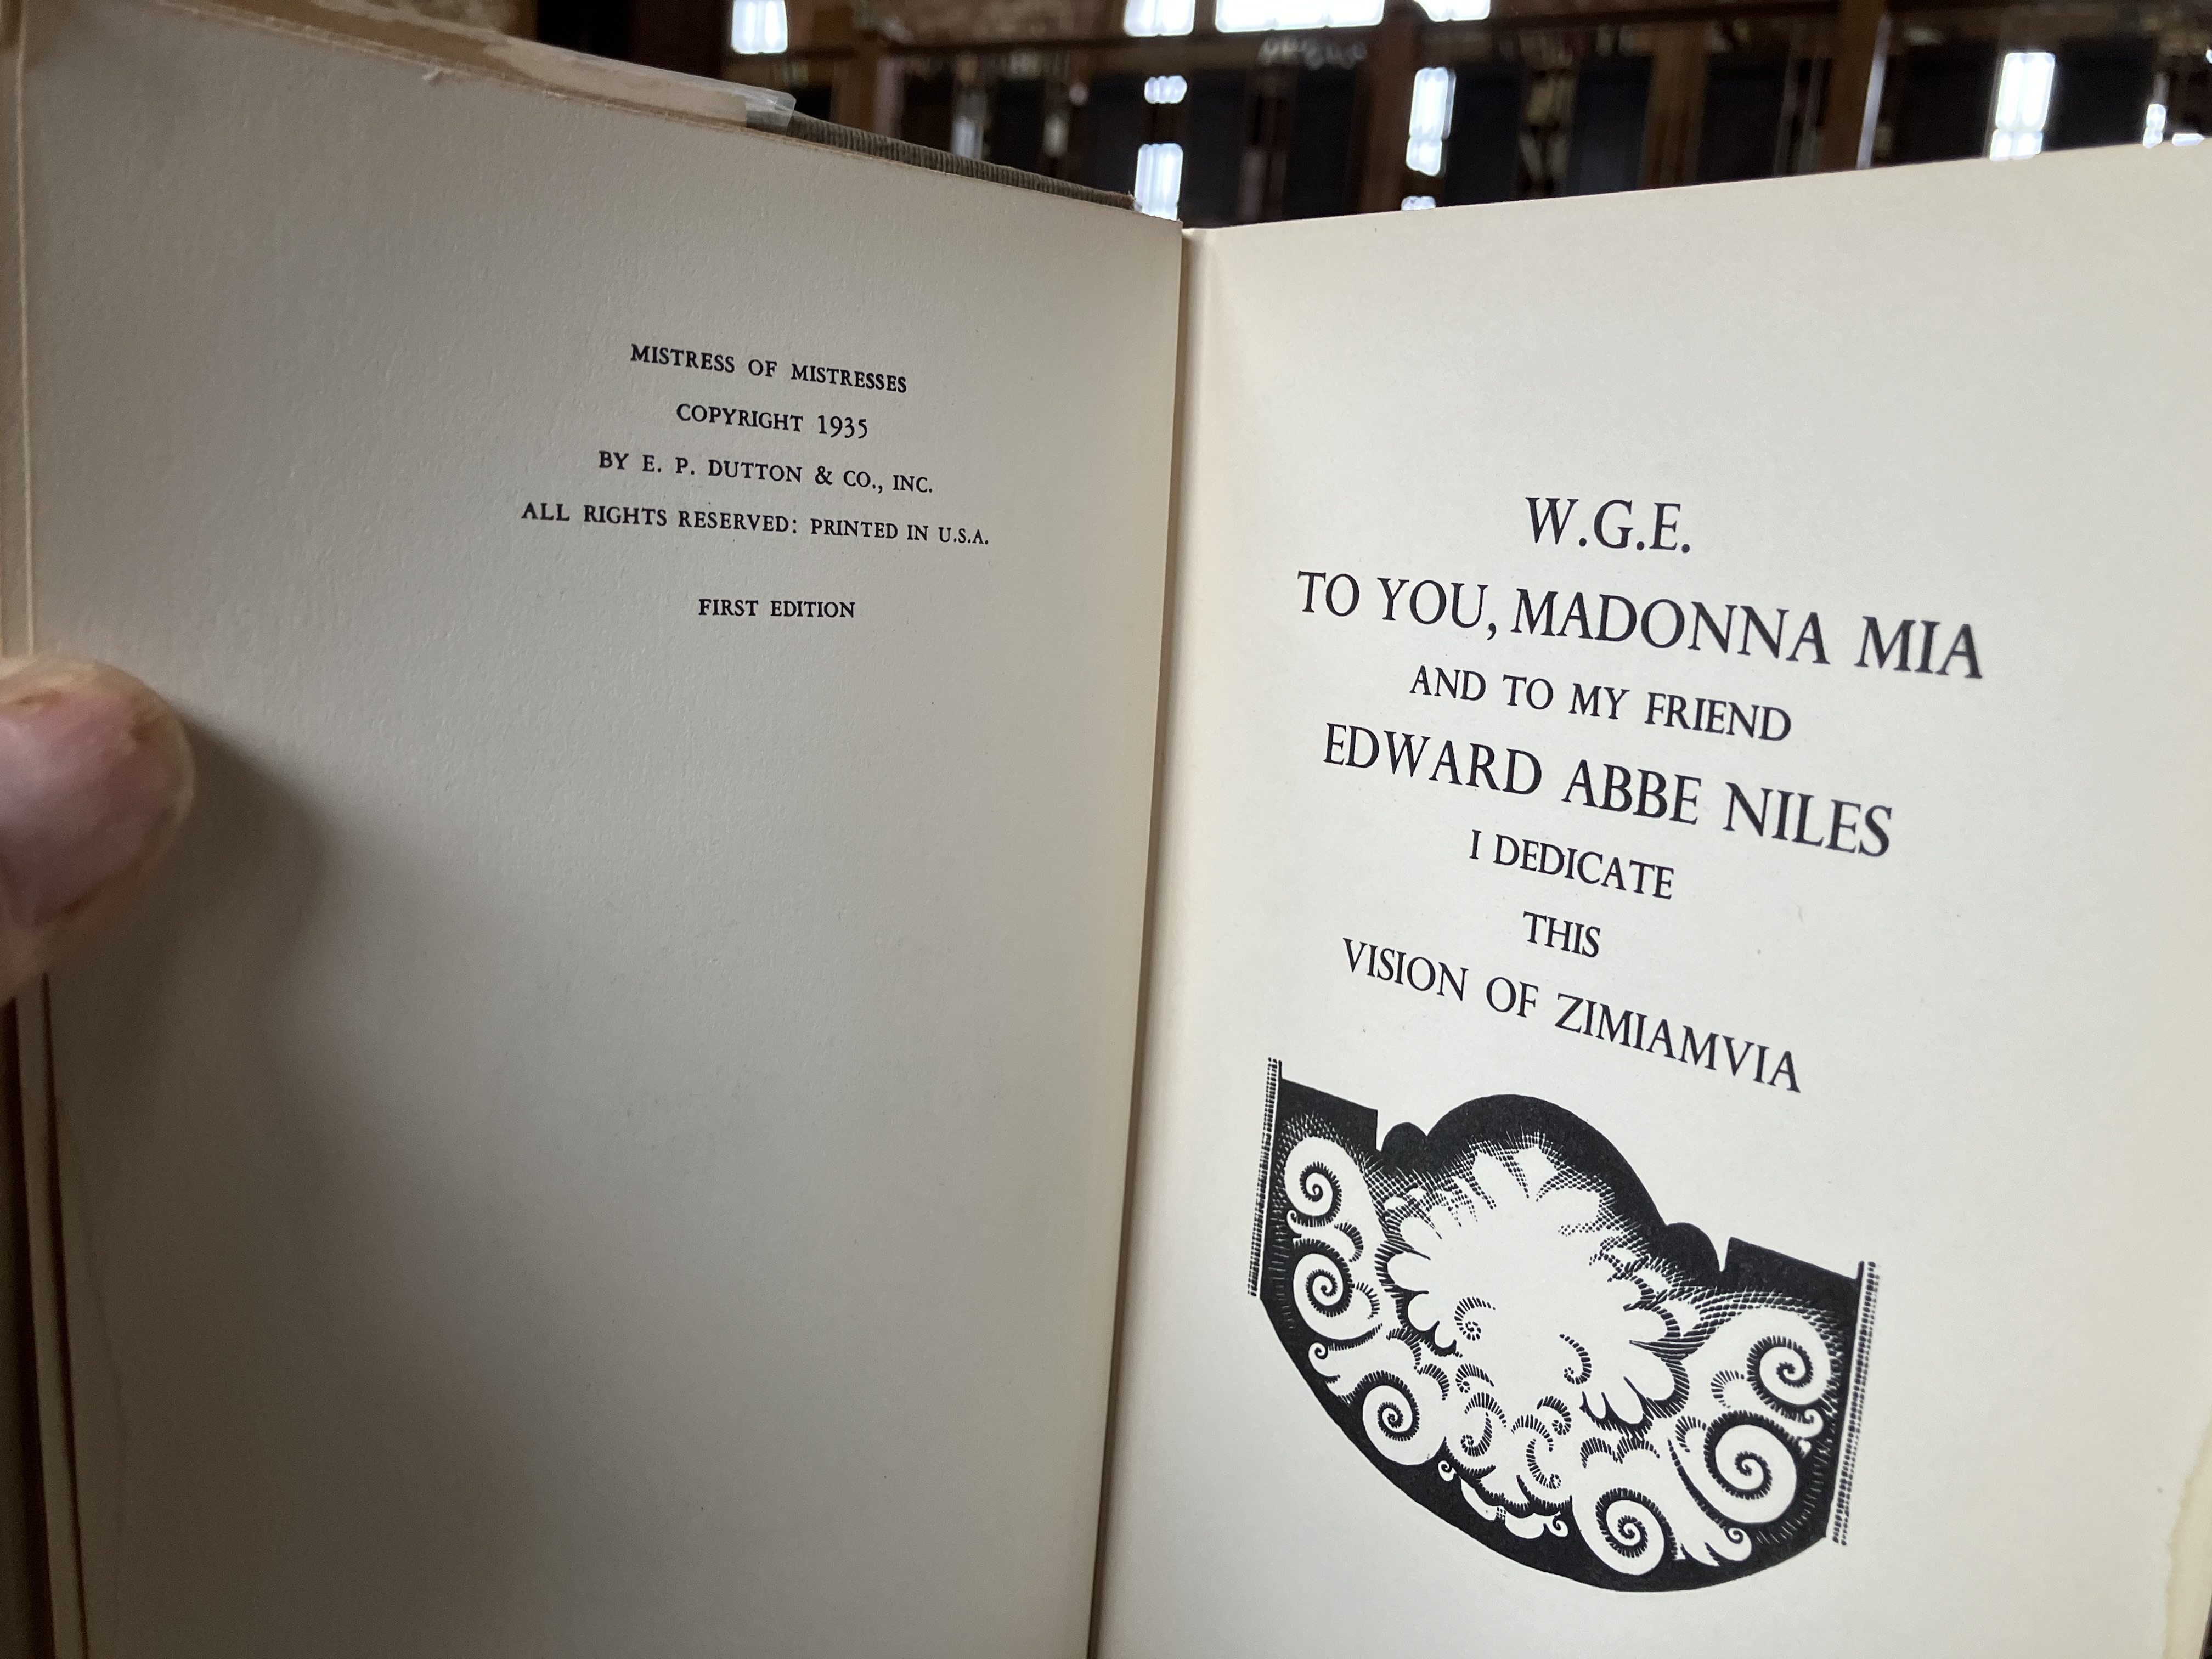 MISTRESS OF MISTRESSES
COPYRIGHT 1935
BY E. P. DUTTON & CO., INC.
ALL RIGHTS RESERVED: PRINTED IN U.S.A.
FIRST EDITION
W.G.E.
TO YOU, MADONNA MIA
AND TO MY FRIEND
EDWARD ABBE NILES
I DEDICATE
THIS
VISION OF ZIMIAMVIA